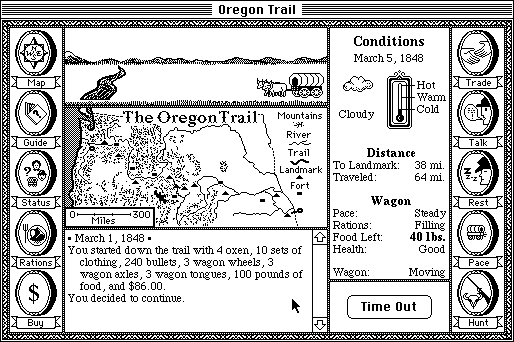 Oregon Trail
Map
Guide
Status
Rations
$
Buy
The Oregon Trail
Mountains
River
Trail
Landmark
Fort
0 300
Miles
• March 1, 1848 •
You started down the trail with 4 oxen, 10 sets of
clothing, 240 bullets, 3 wagon wheels, 3
wagon axles, 3 wagon tongues, 100 pounds of
food, and $86.00.
You decided to continue.
Conditions
March 5, 1848
Cloudy
Hot
Warm
Cold
Distance
To Landmark: 38 mi.
Traveled: 64 mi.
Wagon
Pace: Steady
Rations: Filling
Food Left: 40 lbs.
Health: Good
Wagon: Moving
Time Out
Trade
Talk
Rest
Pace
Hunt